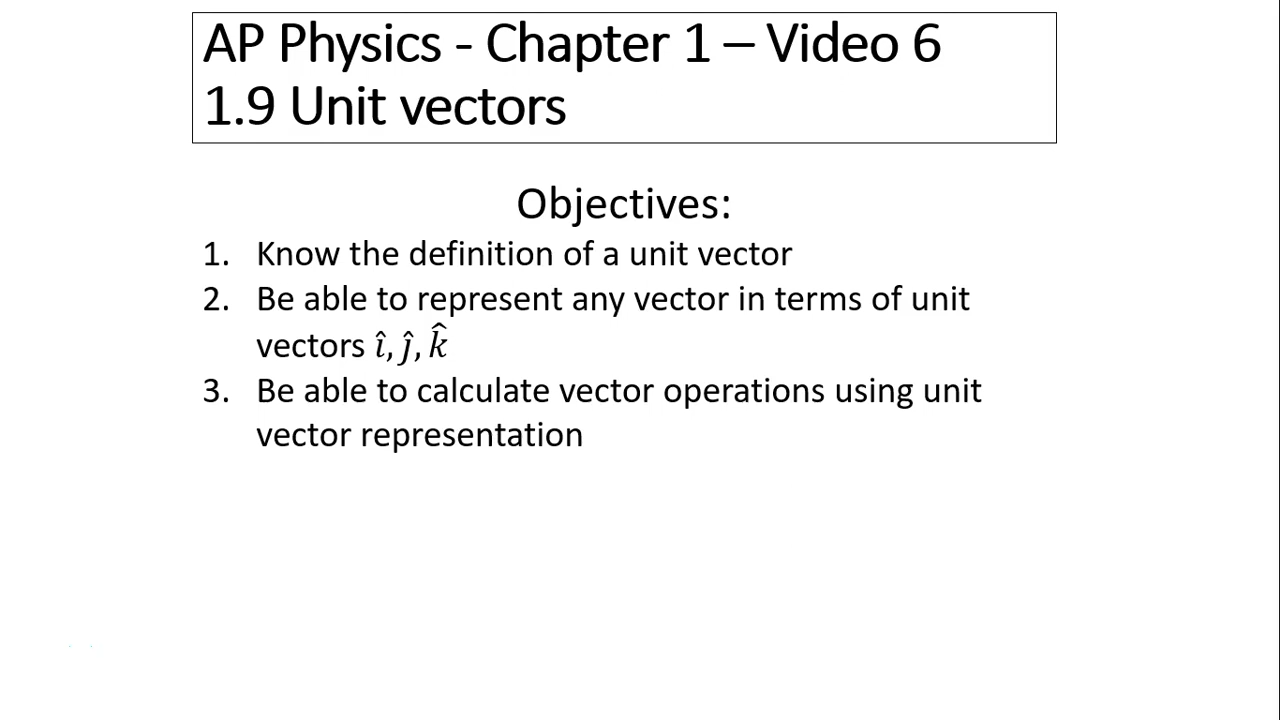 AP Physics - Chapter 1 – Video 6
1.9 Unit vectors
Objectives:
1. Know the definition of a unit vector
2. Be able to represent any vector in terms of unit
vectors î, ĵ, k̂
3. Be able to calculate vector operations using unit
vector representation